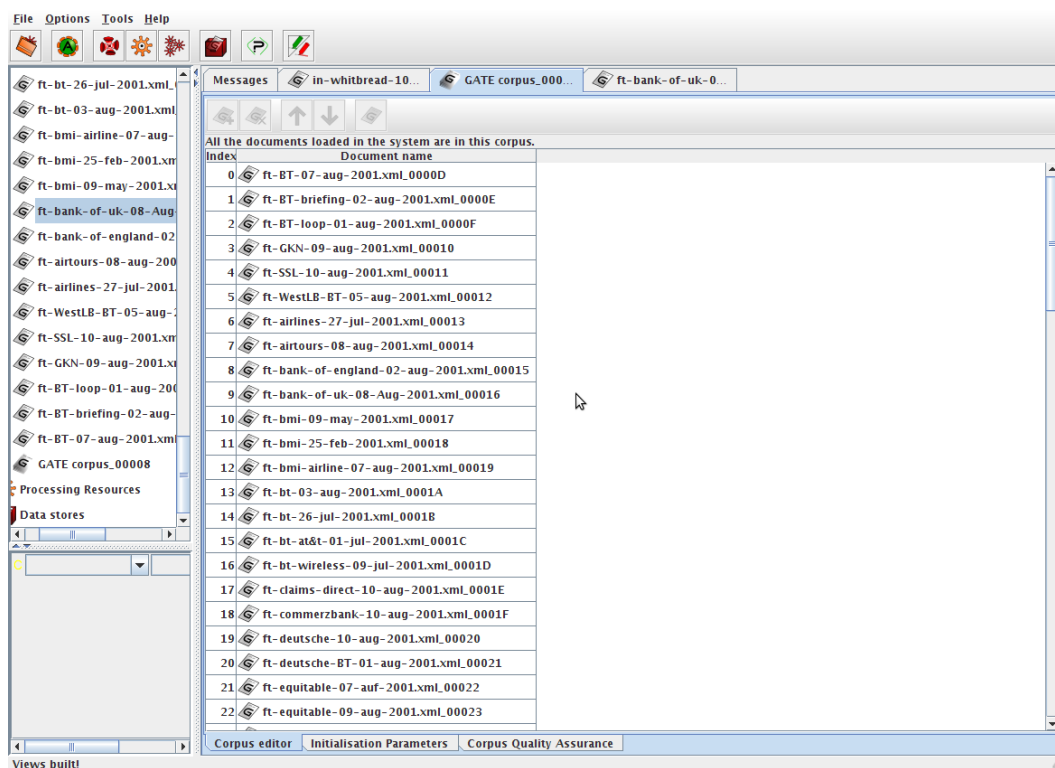 File Options Tools Help
Messages in-whitbread-10... GATE corpus_000... ft-bank-of-uk-0...
ft-bt-26-jul-2001.xml_
ft-bt-03-aug-2001.xml
ft-bmi-airline-07-aug-
ft-bmi-25-feb-2001.xm
ft-bmi-09-may-2001.x
ft-bank-of-uk-08-Aug
ft-bank-of-england-02
ft-airtours-08-aug-200
ft-airlines-27-jul-2001.
ft-WestLB-BT-05-aug-
ft-SSL-10-aug-2001.xm
ft-GKN-09-aug-2001.x
ft-BT-loop-01-aug-200
ft-BT-briefing-02-aug-
ft-BT-07-aug-2001.xml
GATE corpus_00008
Processing Resources
Data stores
All the documents loaded in the system are in this corpus.
Index Document name
0 ft-BT-07-aug-2001.xml_0000D
1 ft-BT-briefing-02-aug-2001.xml_0000E
2 ft-BT-loop-01-aug-2001.xml_0000F
3 ft-GKN-09-aug-2001.xml_00010
4 ft-SSL-10-aug-2001.xml_00011
5 ft-WestLB-BT-05-aug-2001.xml_00012
6 ft-airlines-27-jul-2001.xml_00013
7 ft-airtours-08-aug-2001.xml_00014
8 ft-bank-of-england-02-aug-2001.xml_00015
9 ft-bank-of-uk-08-Aug-2001.xml_00016
10 ft-bmi-09-may-2001.xml_00017
11 ft-bmi-25-feb-2001.xml_00018
12 ft-bmi-airline-07-aug-2001.xml_00019
13 ft-bt-03-aug-2001.xml_0001A
14 ft-bt-26-jul-2001.xml_0001B
15 ft-bt-at&t-01-jul-2001.xml_0001C
16 ft-bt-wireless-09-jul-2001.xml_0001D
17 ft-claims-direct-10-aug-2001.xml_0001E
18 ft-commerzbank-10-aug-2001.xml_0001F
19 ft-deutsche-10-aug-2001.xml_00020
20 ft-deutsche-BT-01-aug-2001.xml_00021
21 ft-equitable-07-auf-2001.xml_00022
22 ft-equitable-09-aug-2001.xml_00023
C
Corpus editor Initialisation Parameters Corpus Quality Assurance
Views built!